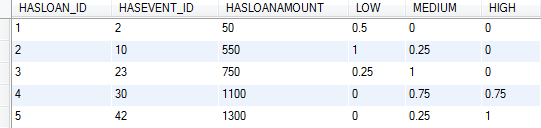 HASLOAN_ID HASEVENT_ID HASLOANAMOUNT LOW MEDIUM HIGH
1 2 50 0.5 0 0
2 10 550 1 0.25 0
3 23 750 0.25 1 0
4 30 1100 0 0.75 0.75
5 42 1300 0 0.25 1